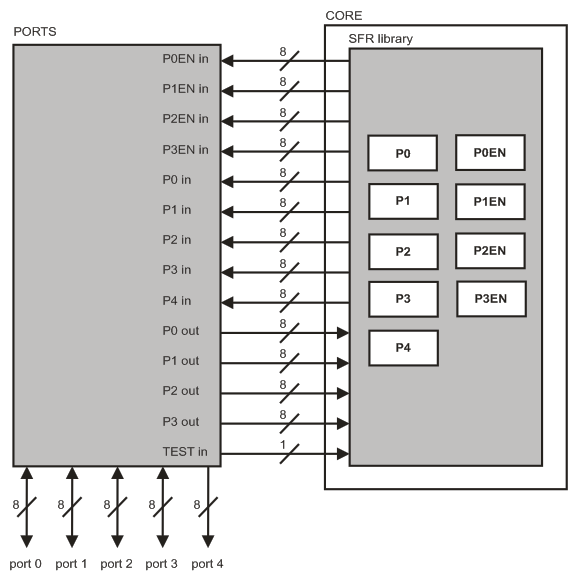 CORE
PORTS
SFR library
P0EN in
8
P1EN in
8
P2EN in
8
P3EN in
8
P0 in
8
P1 in
8
P2 in
8
P3 in
8
P4 in
8
P0 out
8
P1 out
8
P2 out
8
P3 out
8
TEST in
1
P0
P0EN
P1
P1EN
P2
P2EN
P3
P3EN
P4
8
8
8
8
8
port 0
port 1
port 2
port 3
port 4